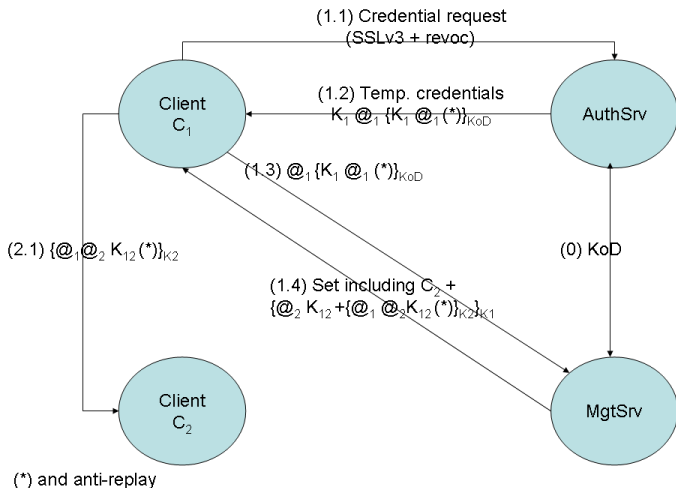 (1.1) Credential request
(SSLv3 + revoc)
Client
C₁
(1.2) Temp. credentials
K₁ @₁ {K₁ @₁ (*)}KoD
AuthSrv
(1.3) @₁ {K₁ @₁ (*)}KoD
(2.1) {@₁@₂ K₁₂ (*)}K2
(0) KoD
(1.4) Set including C₂ +
{@₂ K₁₂ +{@₁ @₂K₁₂ (*)}K2}K1
Client
C₂
MgtSrv
(*) and anti-replay